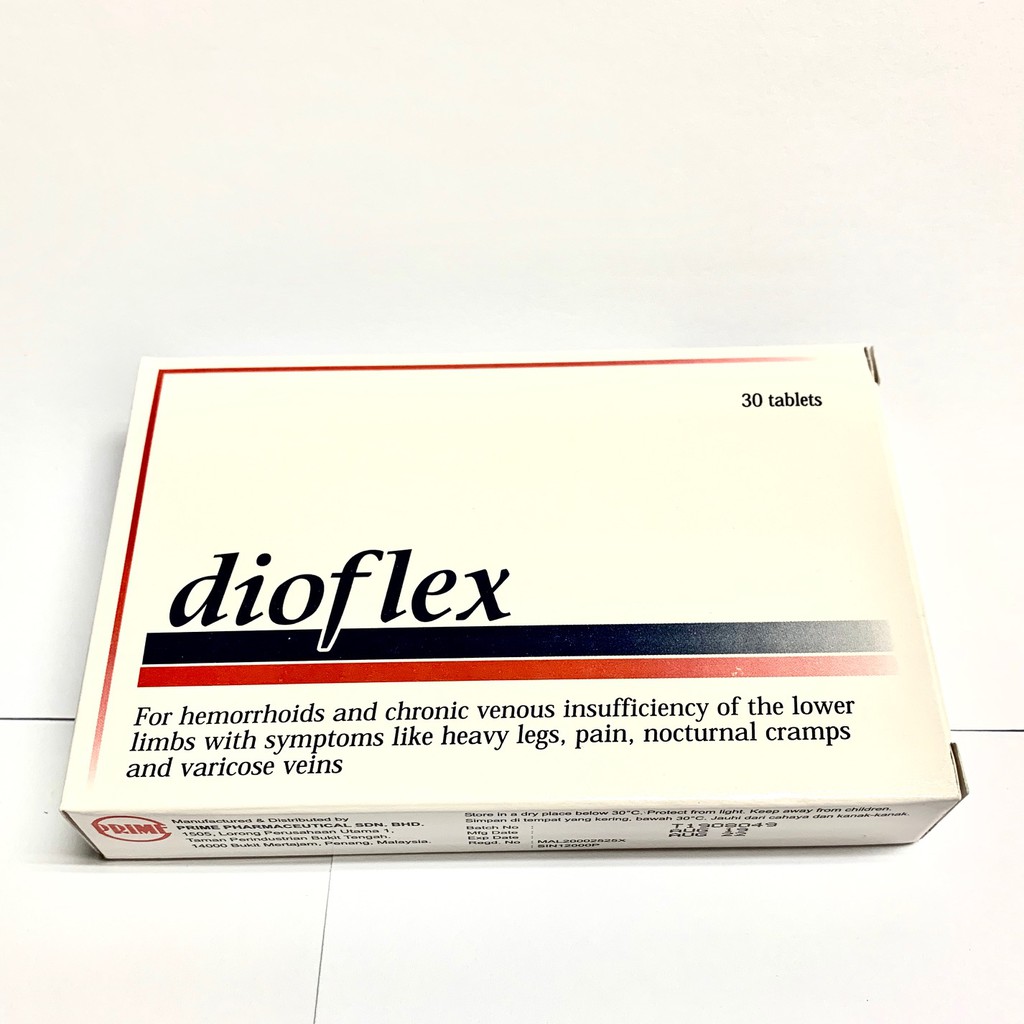 30 tablets
dioflex
For hemorrhoids and chronic venous insufficiency of the lower
limbs with symptoms like heavy legs, pain, nocturnal cramps
and varicose veins
PRIME
Manufactured & Distributed by
PRIME PHARMACEUTICAL SDN. BHD.
1505, Lorong Perusahaan Utama 1,
Taman Perindustrian Bukit Tengah,
14000 Bukit Mertajam, Penang, Malaysia.
Store in a dry place below 30°C. Protect from light. Keep away from children.
Simpan di tempat yang kering, bawah 30°C. Jauhi dari cahaya dan kanak-kanak.
Batch No : T1908049
Mfg Date :
Exp Date :
Regd. No : MAL20002525X
SIN12000P